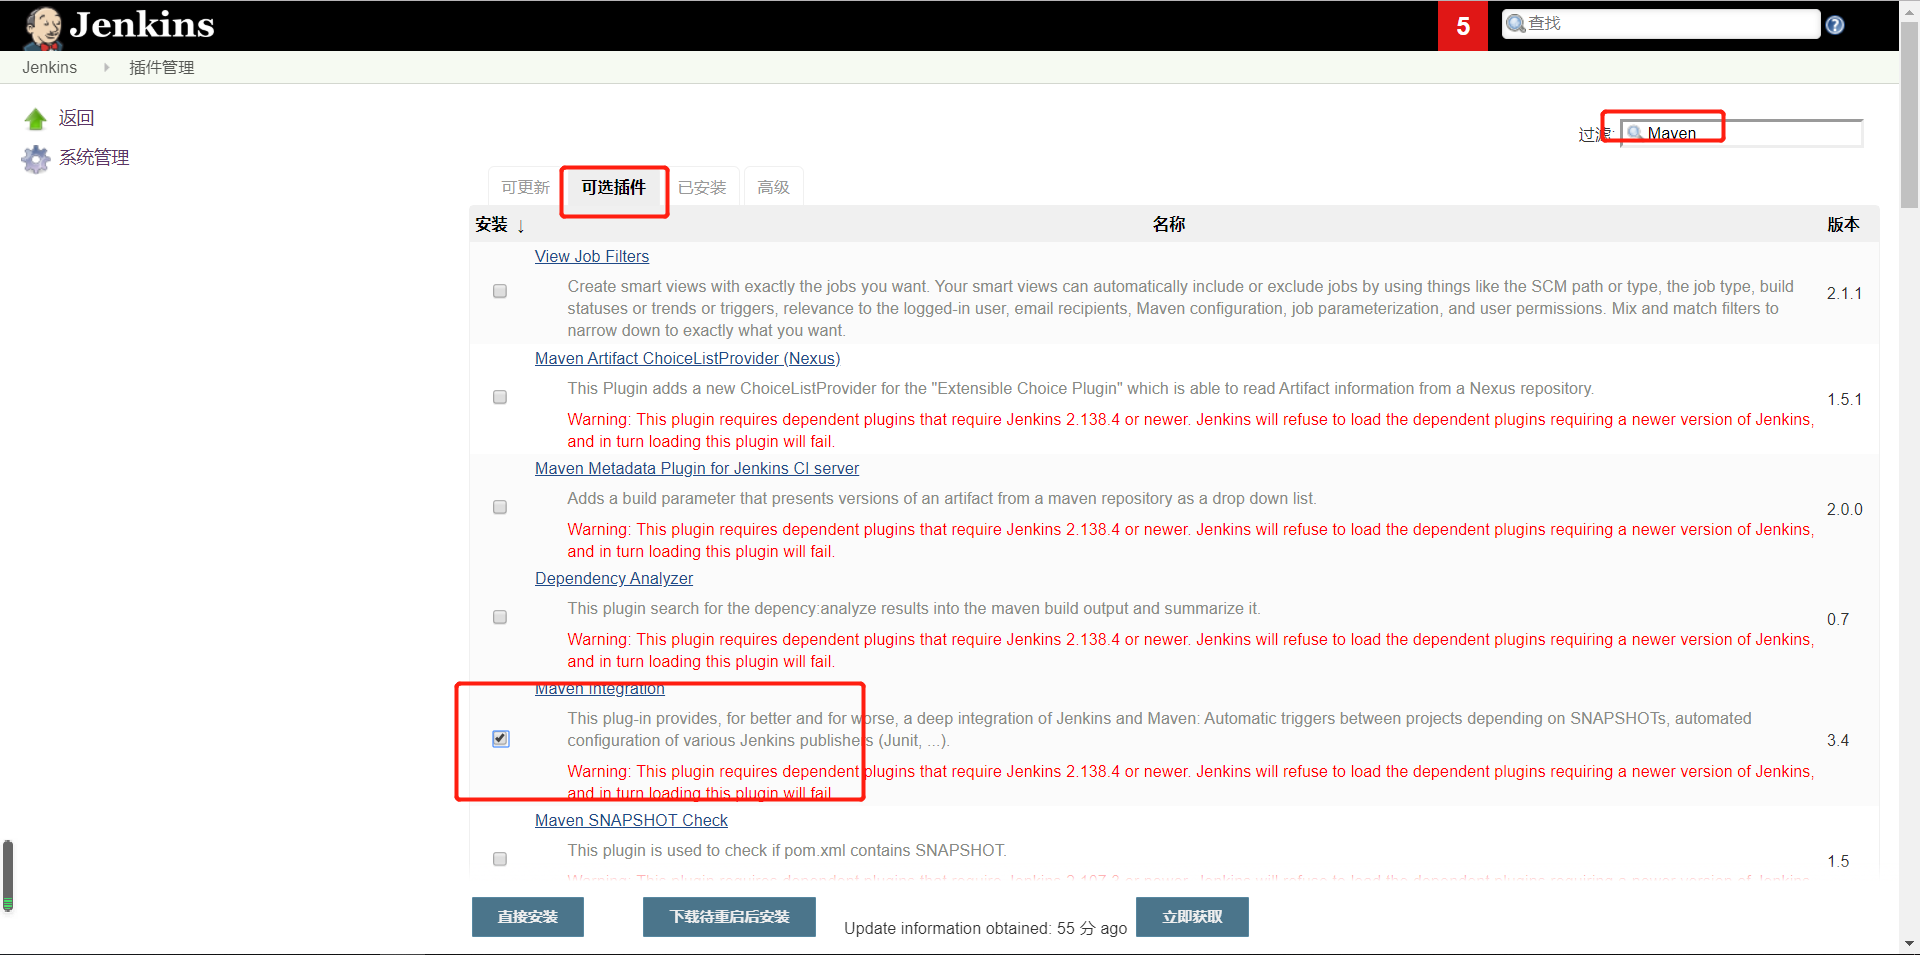 Jenkins
5
查找
?
Jenkins
插件管理
返回
系统管理
过滤:
Maven
可更新
可选插件
已安装
高级
安装 ↓
名称
版本
View Job Filters
Create smart views with exactly the jobs you want. Your smart views can automatically include or exclude jobs by using things like the SCM path or type, the job type, build
statuses or trends or triggers, relevance to the logged-in user, email recipients, Maven configuration, job parameterization, and user permissions. Mix and match filters to
narrow down to exactly what you want.
2.1.1
Maven Artifact ChoiceListProvider (Nexus)
This Plugin adds a new ChoiceListProvider for the "Extensible Choice Plugin" which is able to read Artifact information from a Nexus repository.
Warning: This plugin requires dependent plugins that require Jenkins 2.138.4 or newer. Jenkins will refuse to load the dependent plugins requiring a newer version of Jenkins,
and in turn loading this plugin will fail.
1.5.1
Maven Metadata Plugin for Jenkins CI server
Adds a build parameter that presents versions of an artifact from a maven repository as a drop down list.
Warning: This plugin requires dependent plugins that require Jenkins 2.138.4 or newer. Jenkins will refuse to load the dependent plugins requiring a newer version of Jenkins,
and in turn loading this plugin will fail.
2.0.0
Dependency Analyzer
This plugin search for the depency:analyze results into the maven build output and summarize it.
Warning: This plugin requires dependent plugins that require Jenkins 2.138.4 or newer. Jenkins will refuse to load the dependent plugins requiring a newer version of Jenkins,
and in turn loading this plugin will fail.
0.7
Maven Integration
This plug-in provides, for better and for worse, a deep integration of Jenkins and Maven: Automatic triggers between projects depending on SNAPSHOTs, automated
configuration of various Jenkins publishers (Junit, ...).
Warning: This plugin requires dependent plugins that require Jenkins 2.138.4 or newer. Jenkins will refuse to load the dependent plugins requiring a newer version of Jenkins,
and in turn loading this plugin will fail.
3.4
Maven SNAPSHOT Check
This plugin is used to check if pom.xml contains SNAPSHOT.
1.5
直接安装
下载待重启后安装
Update information obtained: 55 分 ago
立即获取